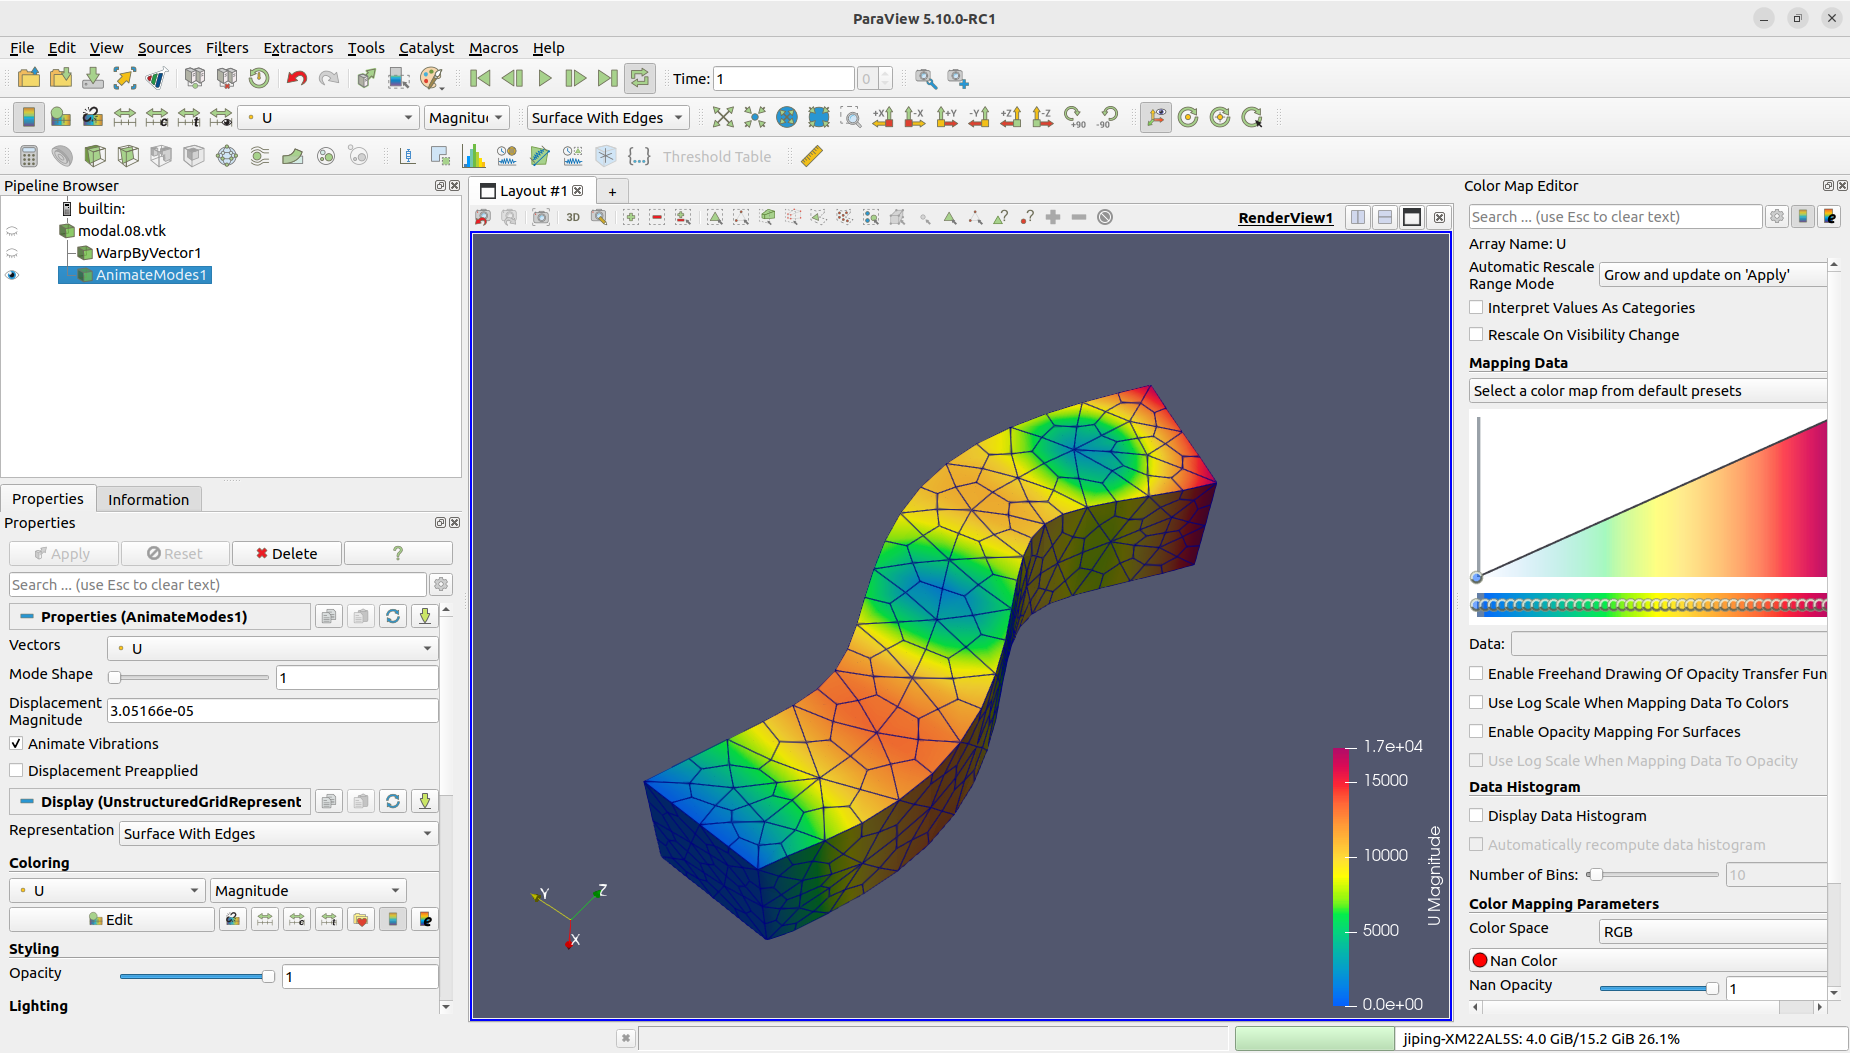 ParaView 5.10.0-RC1
File Edit View Sources Filters Extractors Tools Catalyst Macros Help
Time: 1 0
U Magnitu Surface With Edges +X -X +Y -Y +Z -Z +90 -90
Threshold Table
Pipeline Browser
builtin:
modal.08.vtk
WarpByVector1
AnimateModes1
Properties Information
Properties
Apply Reset Delete ?
Search ... (use Esc to clear text)
Properties (AnimateModes1)
Vectors U
Mode Shape 1
Displacement
Magnitude 3.05166e-05
Animate Vibrations
Displacement Preapplied
Display (UnstructuredGridRepresent
Representation Surface With Edges
Coloring
U Magnitude
Edit
Styling
Opacity 1
Lighting
Layout #1 +
3D RenderView1
1.7e+04
15000
10000
5000
0.0e+00
U Magnitude
Y Z
X
Color Map Editor
Search ... (use Esc to clear text)
Array Name: U
Automatic Rescale
Range Mode Grow and update on 'Apply'
Interpret Values As Categories
Rescale On Visibility Change
Mapping Data
Select a color map from default presets
Data:
Enable Freehand Drawing Of Opacity Transfer Fun
Use Log Scale When Mapping Data To Colors
Enable Opacity Mapping For Surfaces
Use Log Scale When Mapping Data To Opacity
Data Histogram
Display Data Histogram
Automatically recompute data histogram
Number of Bins: 10
Color Mapping Parameters
Color Space RGB
Nan Color
Nan Opacity 1
jiping-XM22AL5S: 4.0 GiB/15.2 GiB 26.1%